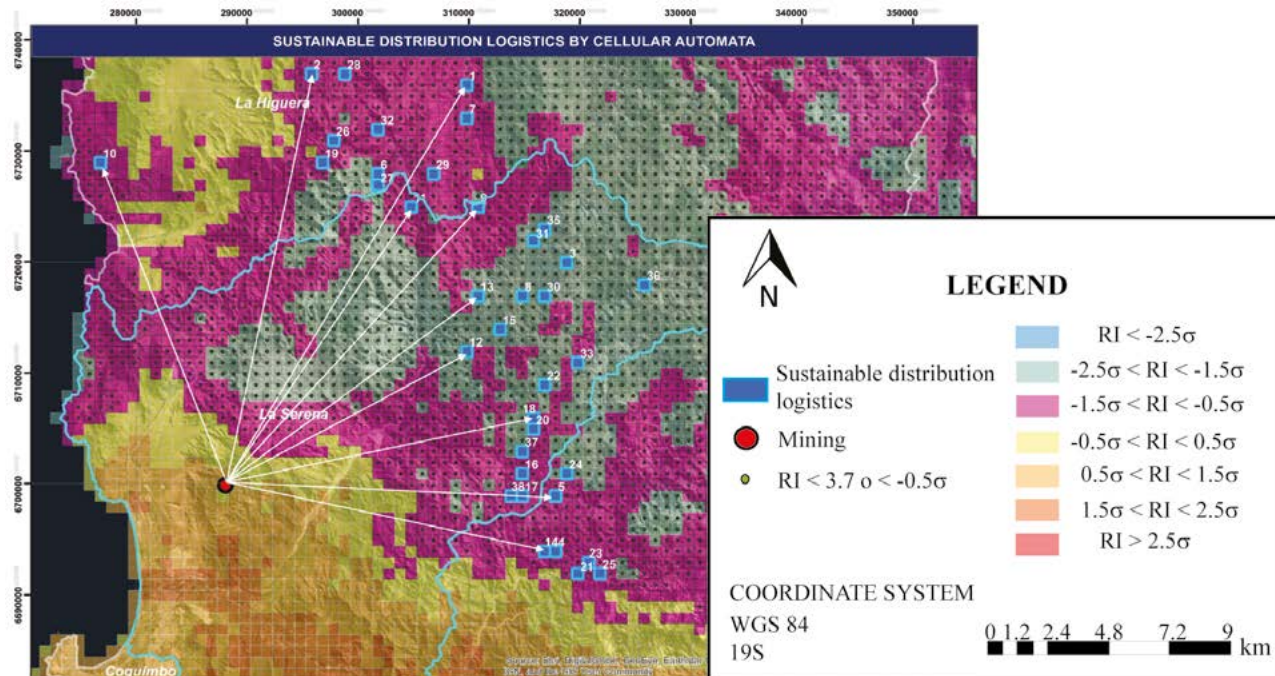 280000 290000 300000 310000 320000 330000 340000 350000
SUSTAINABLE DISTRIBUTION LOGISTICS BY CELLULAR AUTOMATA
6740000
2 28 1
La Higuera
7
32
26
6730000
10 19 6 29
27
1 9
35
31
6720000
3
36
13 8 30
15
12 33
6710000
22
La Serena 18
20
37
16 24
6700000
38 17 5
14 4
23
21 25
6690000
Coquimbo
N
LEGEND
Sustainable distribution
logistics
Mining
RI < 3.7 o < -0.5σ
RI < -2.5σ
-2.5σ < RI < -1.5σ
-1.5σ < RI < -0.5σ
-0.5σ < RI < 0.5σ
0.5σ < RI < 1.5σ
1.5σ < RI < 2.5σ
RI > 2.5σ
COORDINATE SYSTEM
WGS 84
19S
0 1.2 2.4 4.8 7.2 9 km